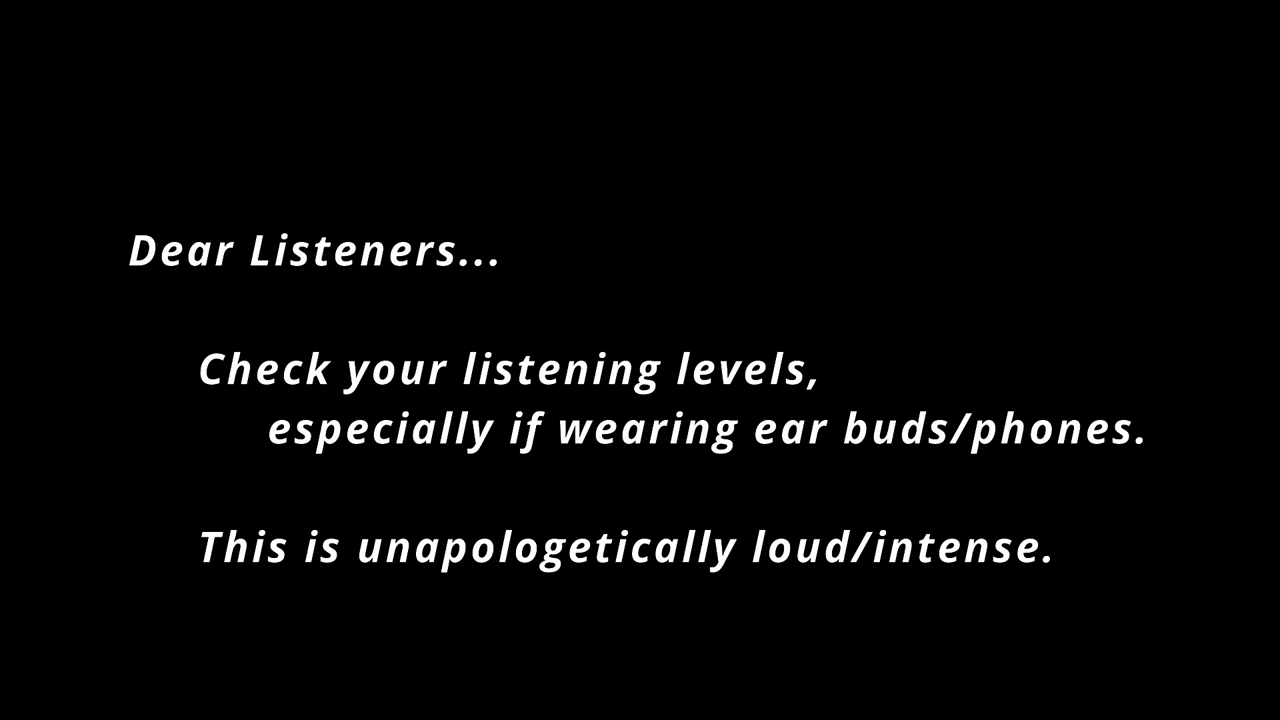 Dear Listeners...
Check your listening levels,
especially if wearing ear buds/phones.
This is unapologetically loud/intense.